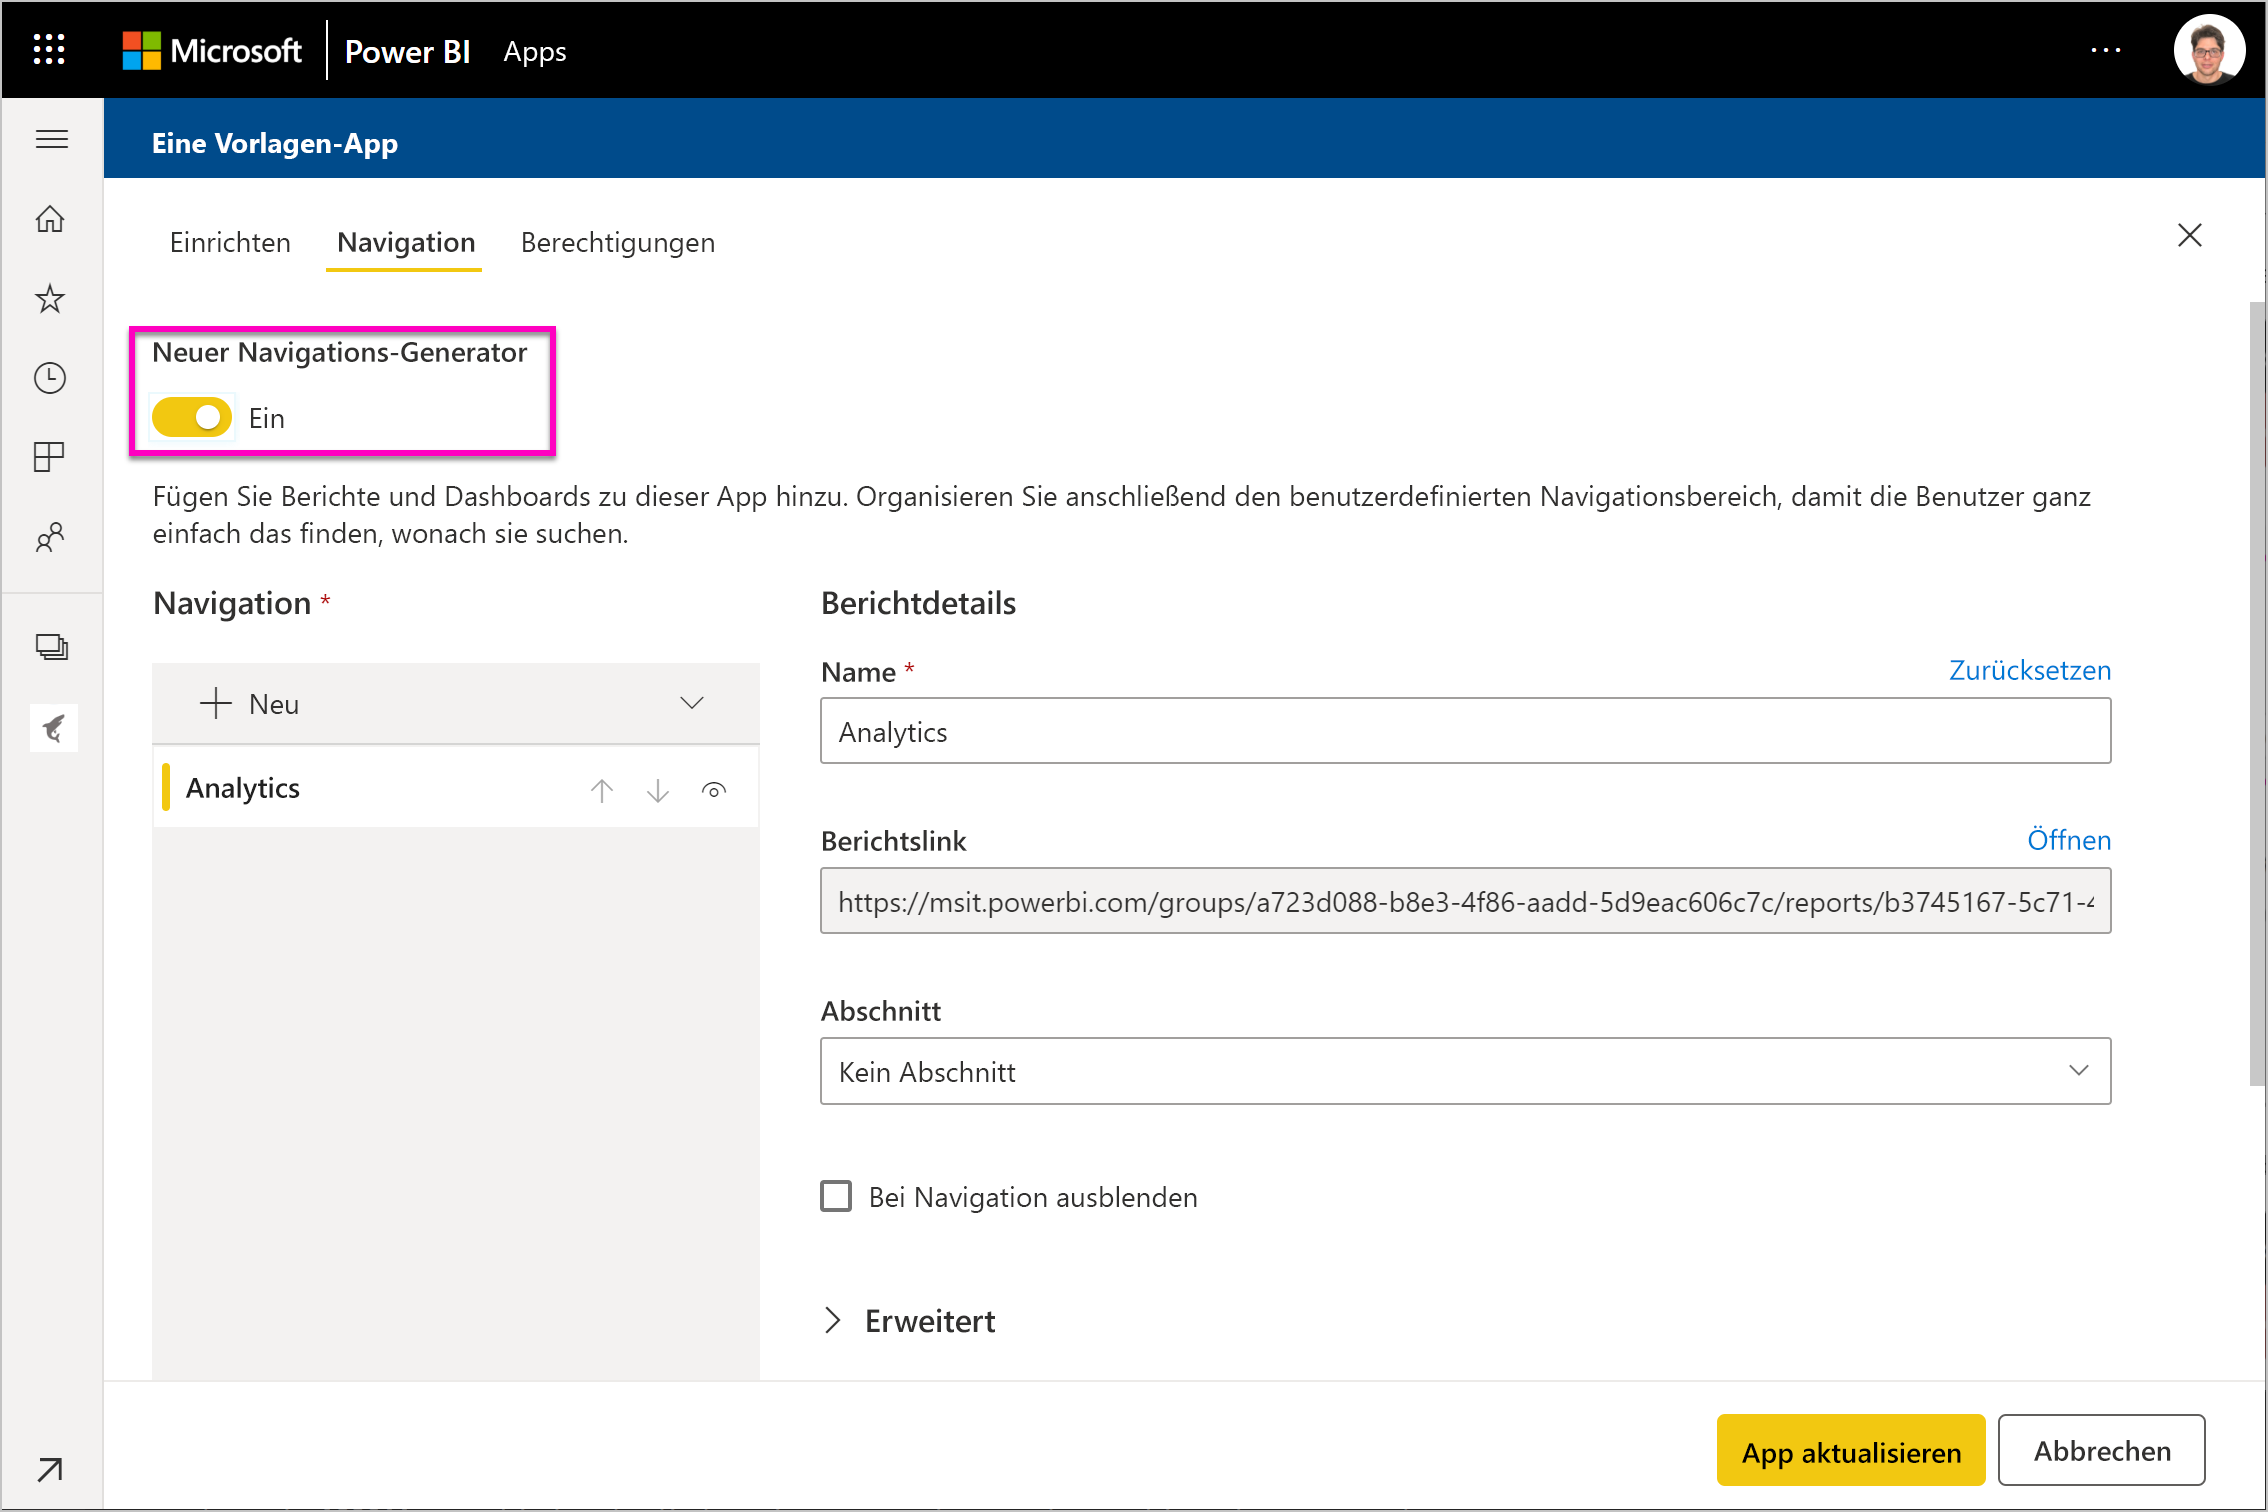 Microsoft Power BI Apps
Eine Vorlagen-App
Einrichten Navigation Berechtigungen
Neuer Navigations-Generator
Ein
Fügen Sie Berichte und Dashboards zu dieser App hinzu. Organisieren Sie anschließend den benutzerdefinierten Navigationsbereich, damit die Benutzer ganz
einfach das finden, wonach sie suchen.
Navigation *
Neu
Analytics
Berichtdetails
Name *
Zurücksetzen
Analytics
Berichtslink
Öffnen
https://msit.powerbi.com/groups/a723d088-b8e3-4f86-aadd-5d9eac606c7c/reports/b3745167-5c71-4
Abschnitt
Kein Abschnitt
Bei Navigation ausblenden
Erweitert
App aktualisieren
Abbrechen